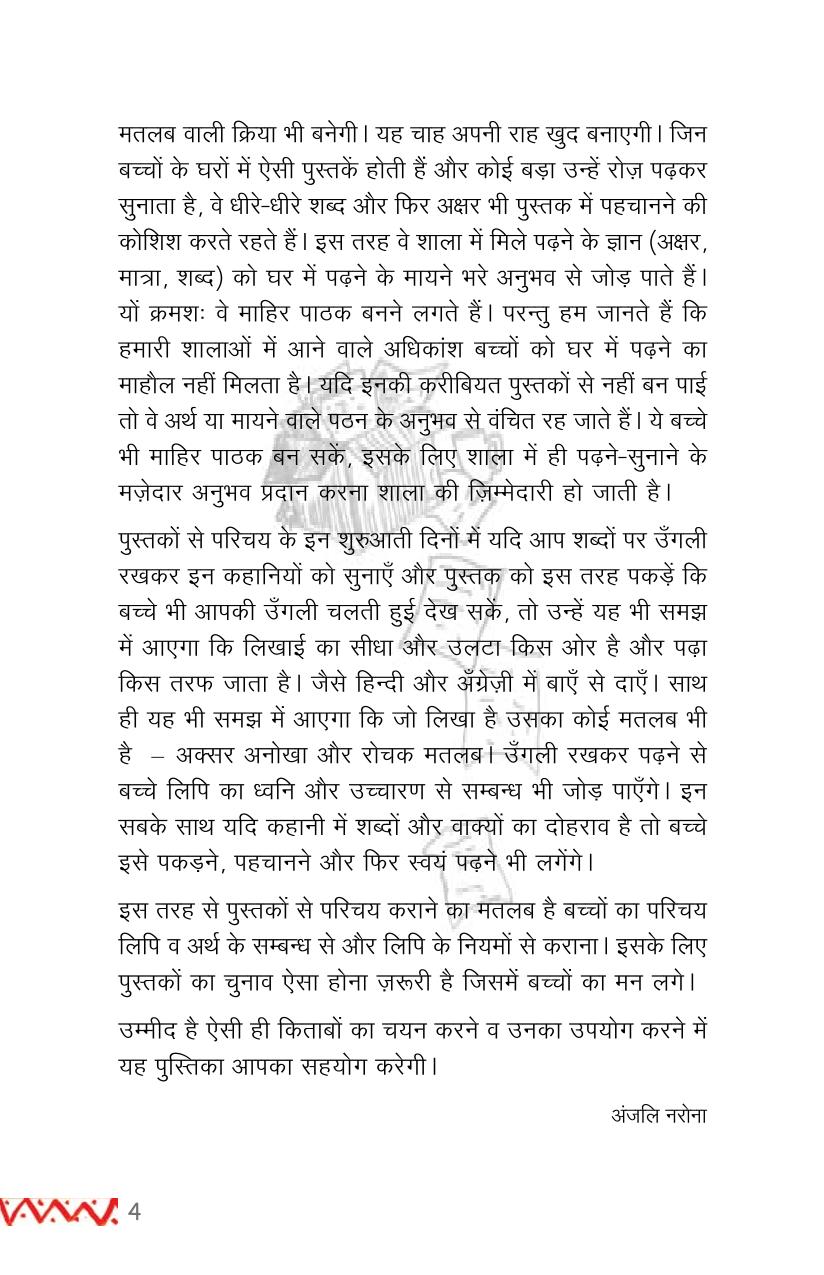 मतलब वाली क्रिया भी बनेगी। यह चाह अपनी राह खुद बनाएगी। जिन
बच्चों के घरों में ऐसी पुस्तकें होती हैं और कोई बड़ा उन्हें रोज़ पढ़कर
सुनाता है, वे धीरे-धीरे शब्द और फिर अक्षर भी पुस्तक में पहचानने की
कोशिश करते रहते हैं। इस तरह वे शाला में मिले पढ़ने के ज्ञान (अक्षर,
मात्रा, शब्द) को घर में पढ़ने के मायने भरे अनुभव से जोड़ पाते हैं।
यों क्रमशः वे माहिर पाठक बनने लगते हैं। परन्तु हम जानते हैं कि
हमारी शालाओं में आने वाले अधिकांश बच्चों को घर में पढ़ने का
माहौल नहीं मिलता है। यदि इनकी क़रीबियत पुस्तकों से नहीं बन पाई
तो वे अर्थ या मायने वाले पठन के अनुभव से वंचित रह जाते हैं। ये बच्चे
भी माहिर पाठक बन सकें, इसके लिए शाला में ही पढ़ने-सुनाने के
मज़ेदार अनुभव प्रदान करना शाला की ज़िम्मेदारी हो जाती है।
पुस्तकों से परिचय के इन शुरुआती दिनों में यदि आप शब्दों पर उँगली
रखकर इन कहानियों को सुनाएँ और पुस्तक को इस तरह पकड़ें कि
बच्चे भी आपकी उँगली चलती हुई देख सकें, तो उन्हें यह भी समझ
में आएगा कि लिखाई का सीधा और उलटा किस ओर है और पढ़ा
किस तरफ जाता है। जैसे हिन्दी और अँग्रेज़ी में बाएँ से दाएँ। साथ
ही यह भी समझ में आएगा कि जो लिखा है उसका कोई मतलब भी
है – अक्सर अनोखा और रोचक मतलब। उँगली रखकर पढ़ने से
बच्चे लिपि का ध्वनि और उच्चारण से सम्बन्ध भी जोड़ पाएँगे। इन
सबके साथ यदि कहानी में शब्दों और वाक्यों का दोहराव है तो बच्चे
इसे पकड़ने, पहचानने और फिर स्वयं पढ़ने भी लगेंगे।
इस तरह से पुस्तकों से परिचय कराने का मतलब है बच्चों का परिचय
लिपि व अर्थ के सम्बन्ध से और लिपि के नियमों से कराना। इसके लिए
पुस्तकों का चुनाव ऐसा होना ज़रूरी है जिसमें बच्चों का मन लगे।
उम्मीद है ऐसी ही किताबों का चयन करने व उनका उपयोग करने में
यह पुस्तिका आपका सहयोग करेगी।
अंजलि नरोना
4